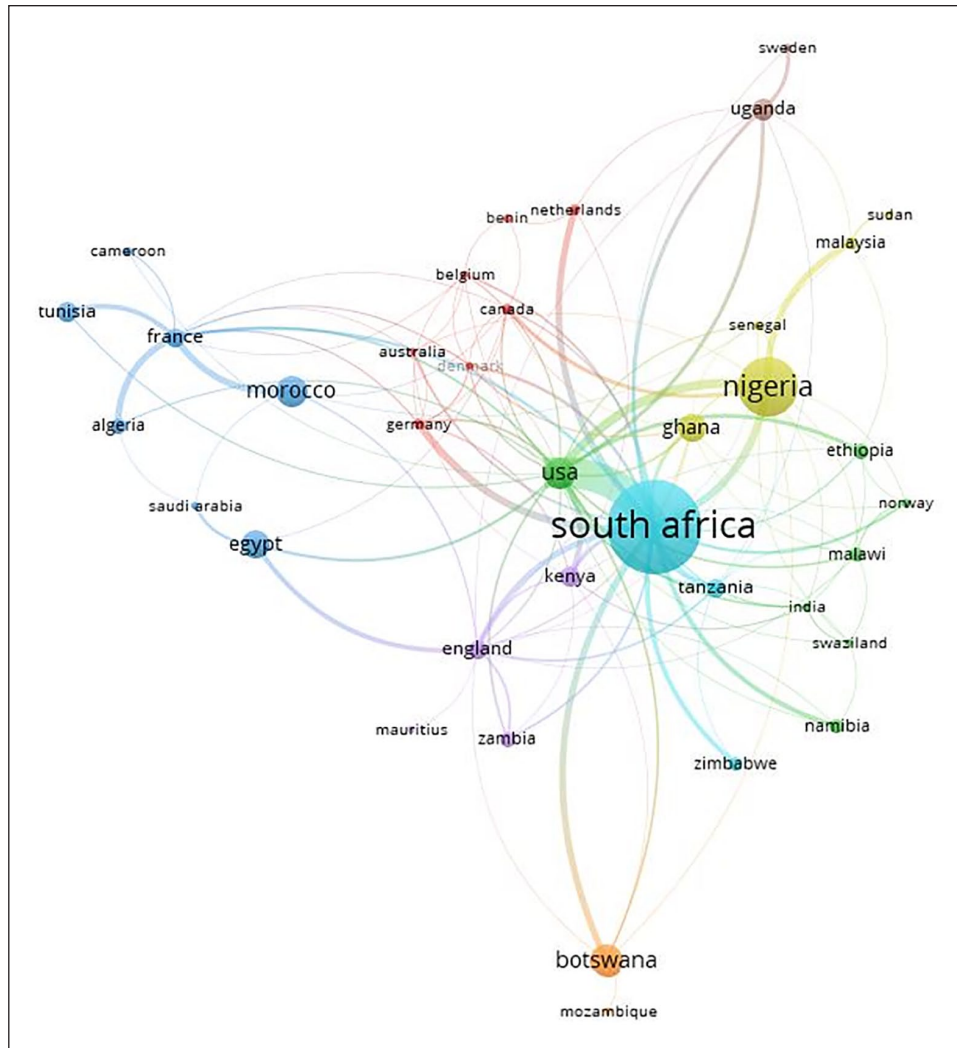 sweden
uganda
netherlands
benin
sudan
malaysia
cameroon
belgium
tunisia
canada
senegal
france
australia
denmark
nigeria
morocco
algeria
germany
ghana
ethiopia
usa
saudi arabia
norway
south africa
egypt
malawi
kenya
tanzania
india
swaziland
england
namibia
mauritius
zambia
zimbabwe
botswana
mozambique